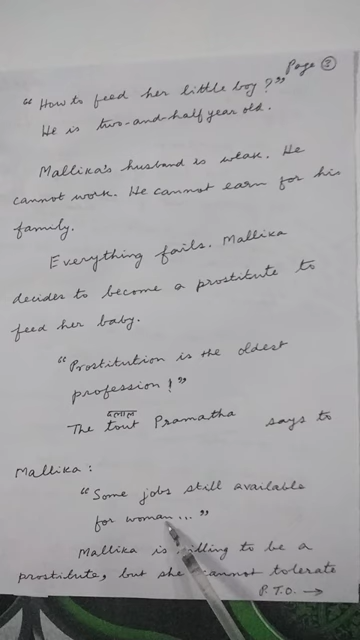 Page ③
"How to feed her little boy?"
He is two-and-half year old.
Mallika's husband is weak. He
cannot work. He cannot earn for his
family.
Everything fails. Mallika
decides to become a prostitute to
feed her baby.
"Prostitution is the oldest
profession!"
दलाल
The tout Pramatha says to
Mallika:
"Some jobs still available
for woman..."
Mallika is willing to be a
prostitute, but she cannot tolerate
P.T.O. →